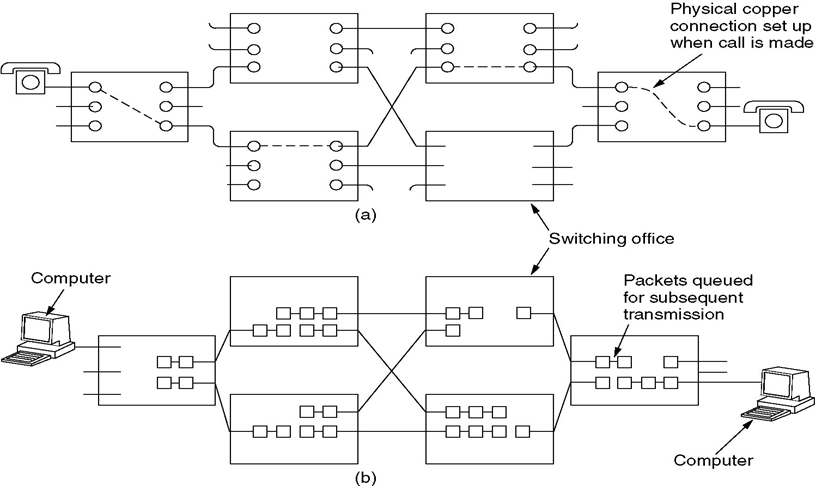 Physical copper
connection set up
when call is made
(a)
Switching office
Computer
Packets queued
for subsequent
transmission
Computer
(b)